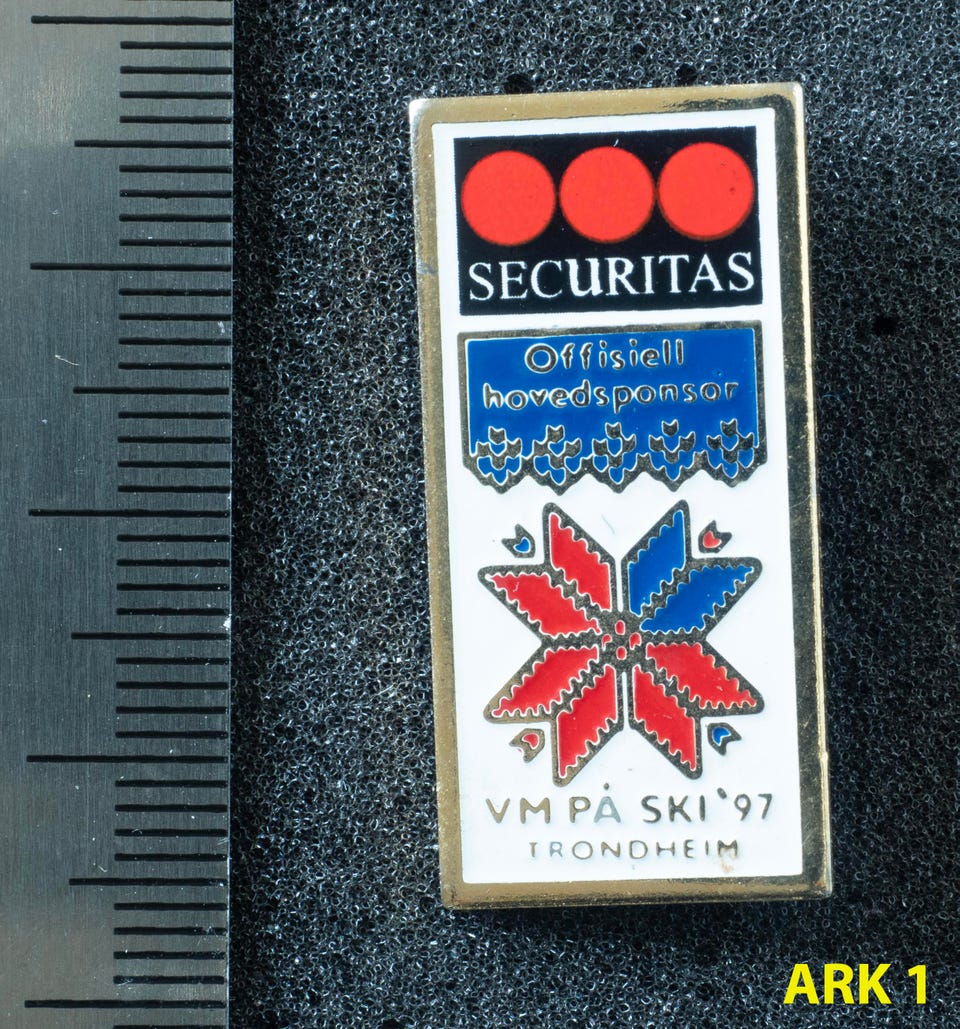 SECURITAS
Offisiell
hovedsponsor
VM PÅ SKI '97
TRONDHEIM
ARK 1